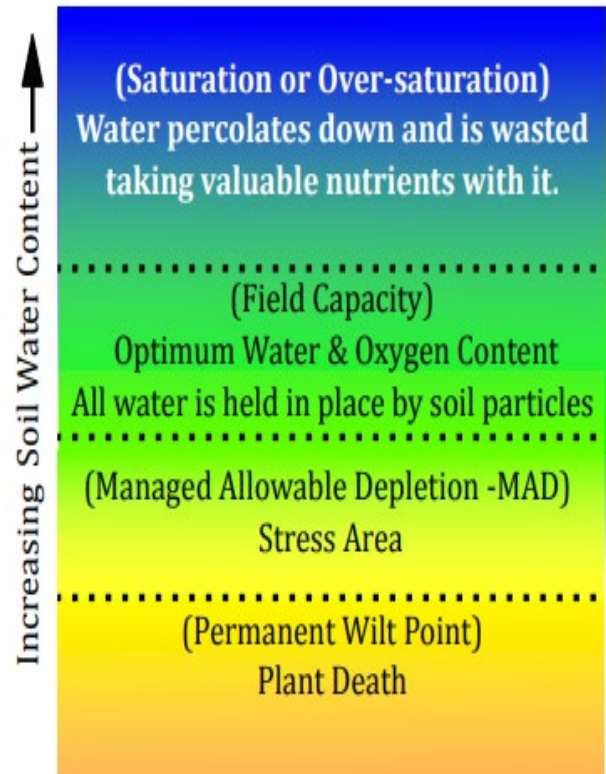 Increasing Soil Water Content
(Saturation or Over-saturation)
Water percolates down and is wasted
taking valuable nutrients with it.
(Field Capacity)
Optimum Water & Oxygen Content
All water is held in place by soil particles
(Managed Allowable Depletion -MAD)
Stress Area
(Permanent Wilt Point)
Plant Death